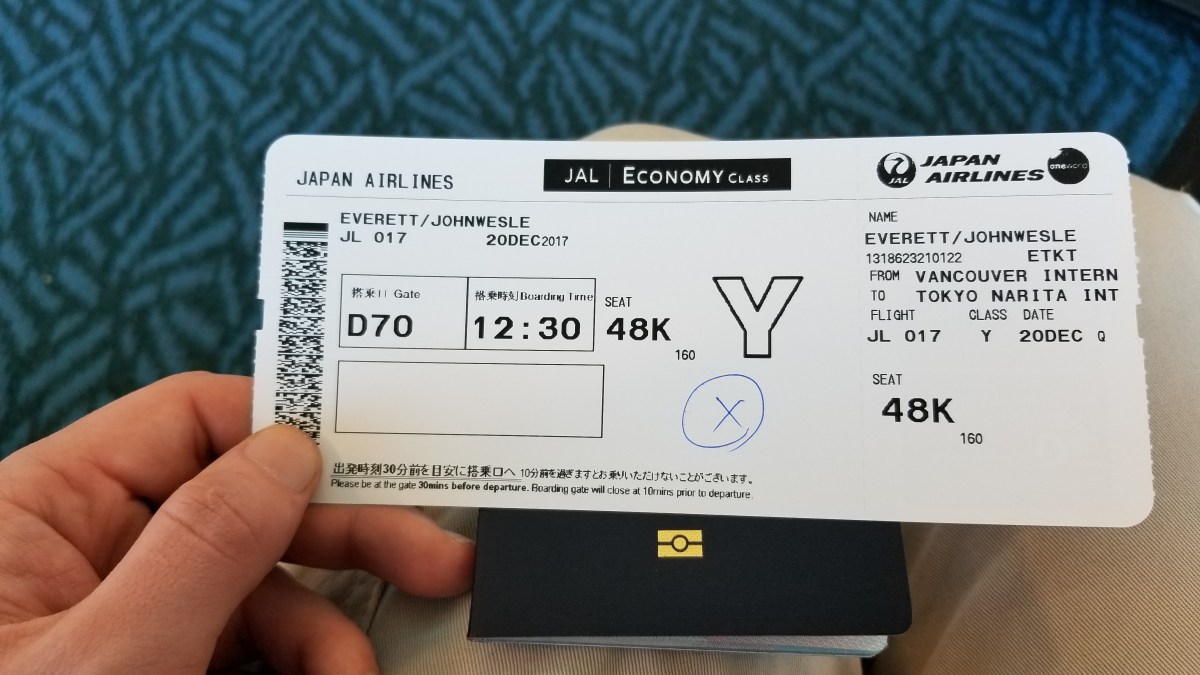 JAPAN AIRLINES
JAL | ECONOMY CLASS
JAL
JAPAN
AIRLINES
oneworld
EVERETT/JOHNWESLE
JL 017 20DEC2017
搭乗口 Gate
D70
搭乗時刻 Boarding Time
12:30
SEAT
48K
160
Y
X
出発時刻30分前を目安に搭乗口へ 10分前を過ぎますとお乗りいただけないことがございます。
Please be at the gate 30mins before departure. Boarding gate will close at 10mins prior to departure.
NAME
EVERETT/JOHNWESLE
1318623210122 ETKT
FROM VANCOUVER INTERN
TO TOKYO NARITA INT
FLIGHT CLASS DATE
JL 017 Y 20DEC Q
SEAT
48K
160